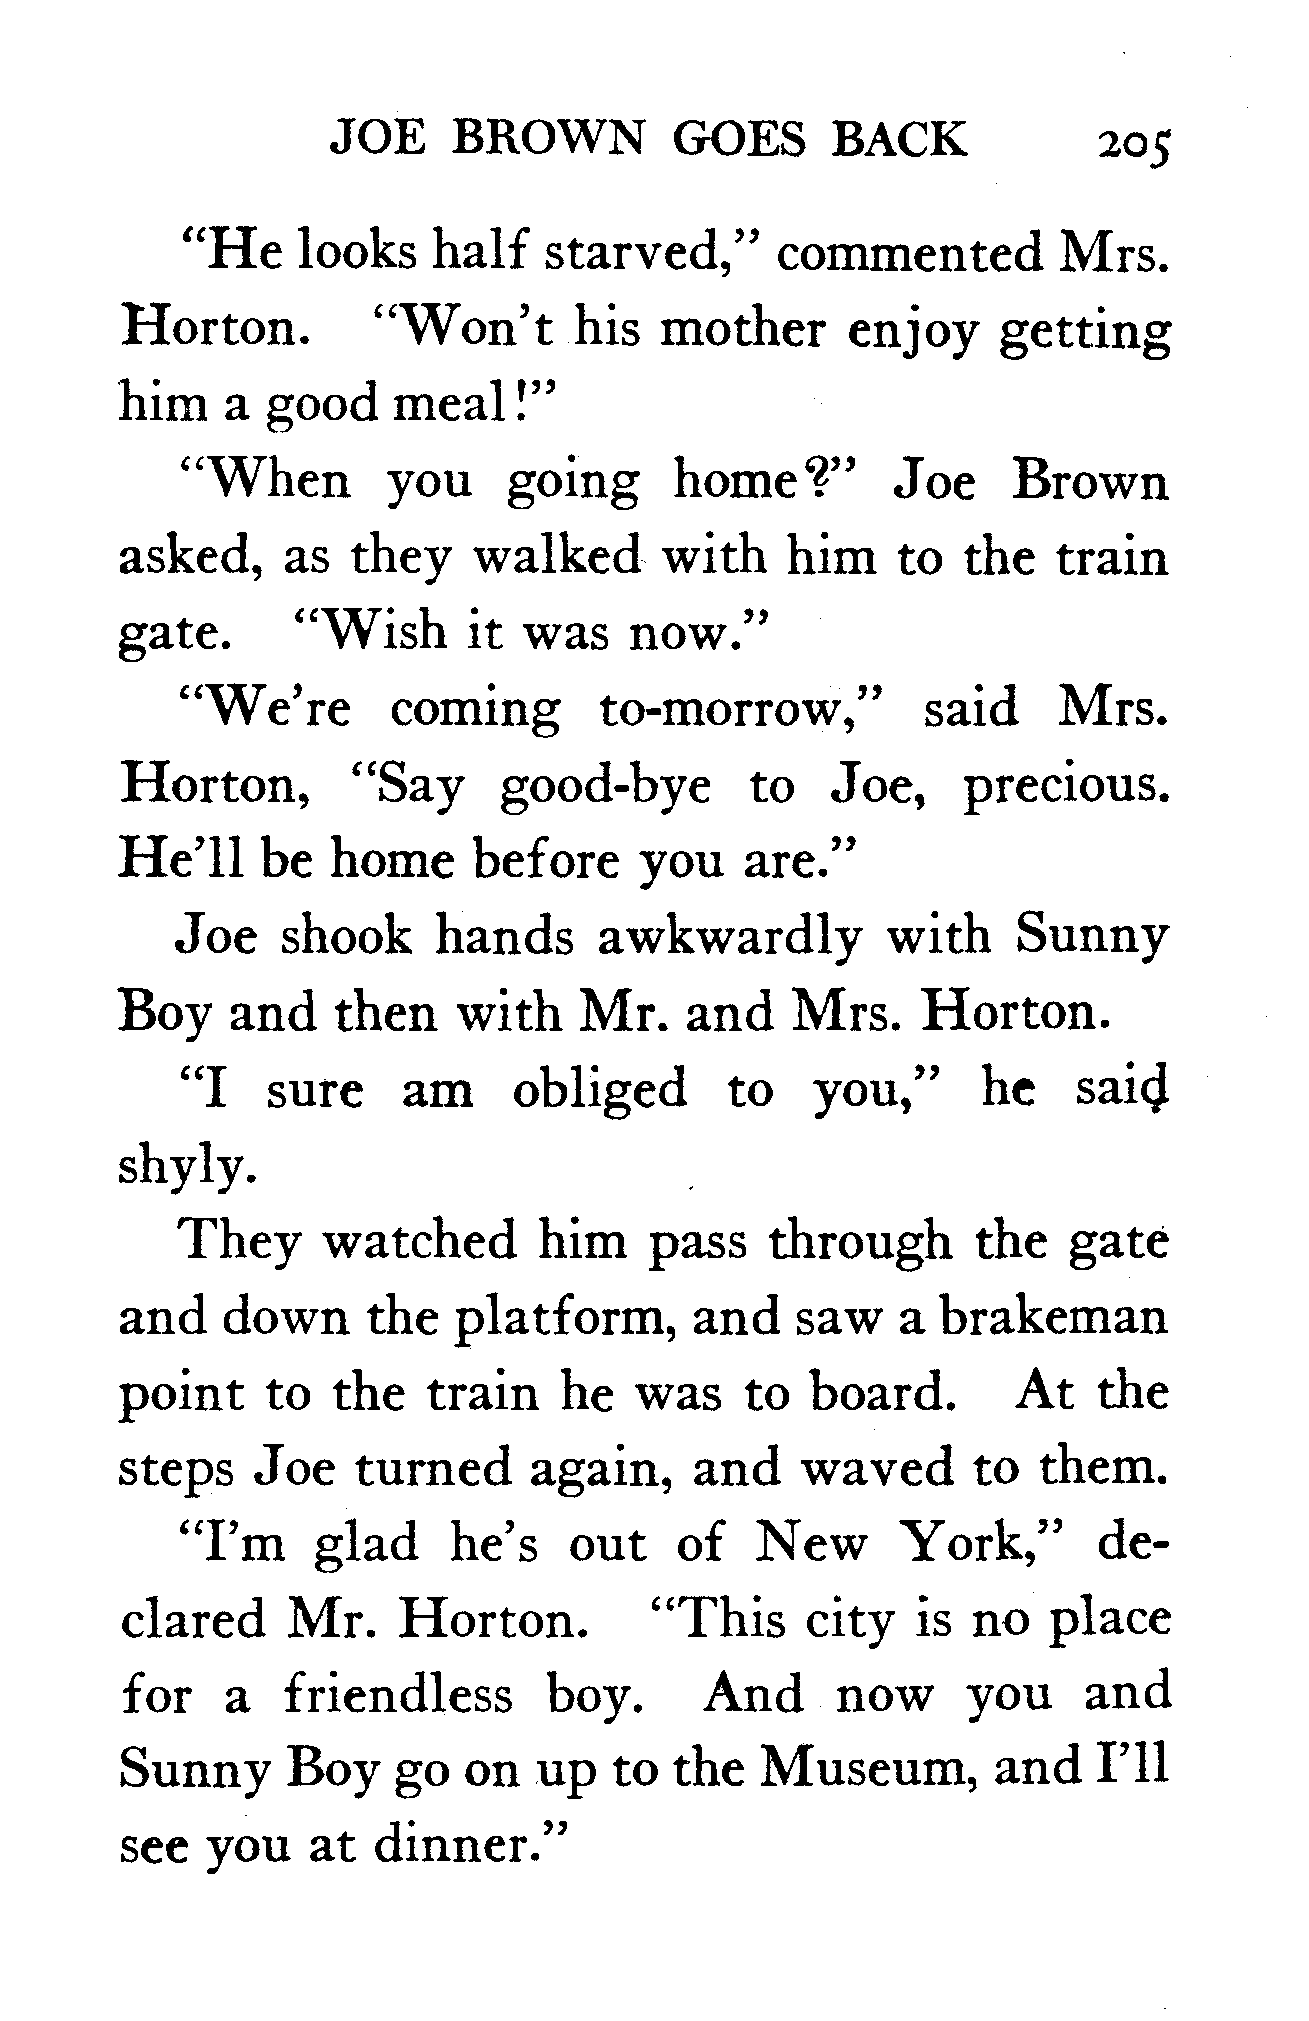 JOE BROWN GOES BACK 205
“He looks half starved,” commented Mrs.
Horton. “Won’t his mother enjoy getting
him a good meal!”
“When you going home?” Joe Brown
asked, as they walked with him to the train
gate. “Wish it was now.”
“We’re coming to-morrow,” said Mrs.
Horton, “Say good-bye to Joe, precious.
He’ll be home before you are.”
Joe shook hands awkwardly with Sunny
Boy and then with Mr. and Mrs. Horton.
“I sure am obliged to you,” he said
shyly.
They watched him pass through the gate
and down the platform, and saw a brakeman
point to the train he was to board. At the
steps Joe turned again, and waved to them.
“I’m glad he’s out of New York,” de-
clared Mr. Horton. “This city is no place
for a friendless boy. And now you and
Sunny Boy go on up to the Museum, and I’ll
see you at dinner.”